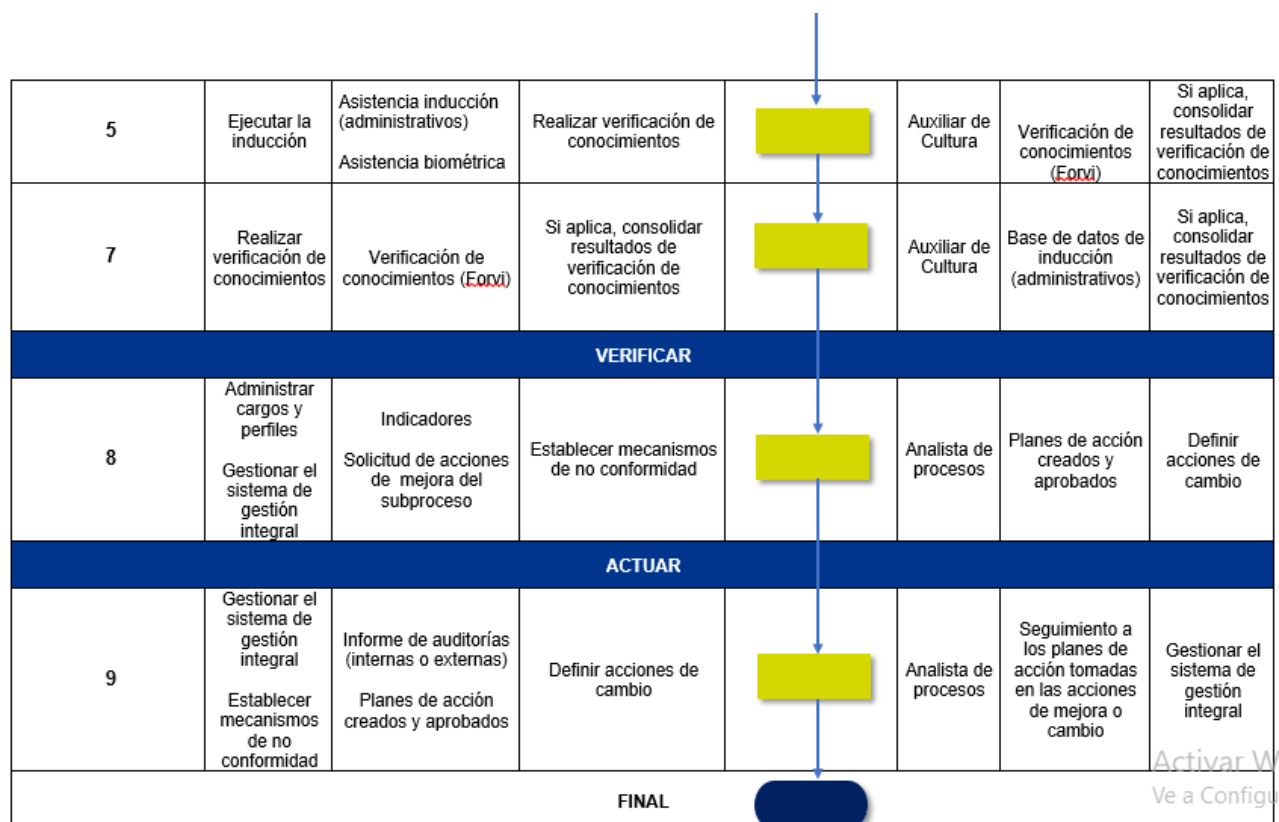 5
Ejecutar la
inducción
Asistencia inducción
(administrativos)
Asistencia biométrica
Realizar verificación de
conocimientos
Auxiliar de
Cultura
Verificación de
conocimientos
(Forvi)
Si aplica,
consolidar
resultados de
verificación de
conocimientos
7
Realizar
verificación de
conocimientos
Verificación de
conocimientos (Forvi)
Si aplica, consolidar
resultados de
verificación de
conocimientos
Auxiliar de
Cultura
Base de datos de
inducción
(administrativos)
Si aplica,
consolidar
resultados de
verificación de
conocimientos
VERIFICAR
8
Administrar
cargos y
perfiles
Gestionar el
sistema de
gestión
integral
Indicadores
Solicitud de acciones
de mejora del
subproceso
Establecer mecanismos
de no conformidad
Analista de
procesos
Planes de acción
creados y
aprobados
Definir
acciones de
cambio
ACTUAR
9
Gestionar el
sistema de
gestión
integral
Establecer
mecanismos
de no
conformidad
Informe de auditorías
(internas o externas)
Planes de acción
creados y aprobados
Definir acciones de
cambio
Analista de
procesos
Seguimiento a
los planes de
acción tomadas
en las acciones
de mejora o
cambio
Gestionar el
sistema de
gestión
integral
FINAL
Activar W
Ve a Configu